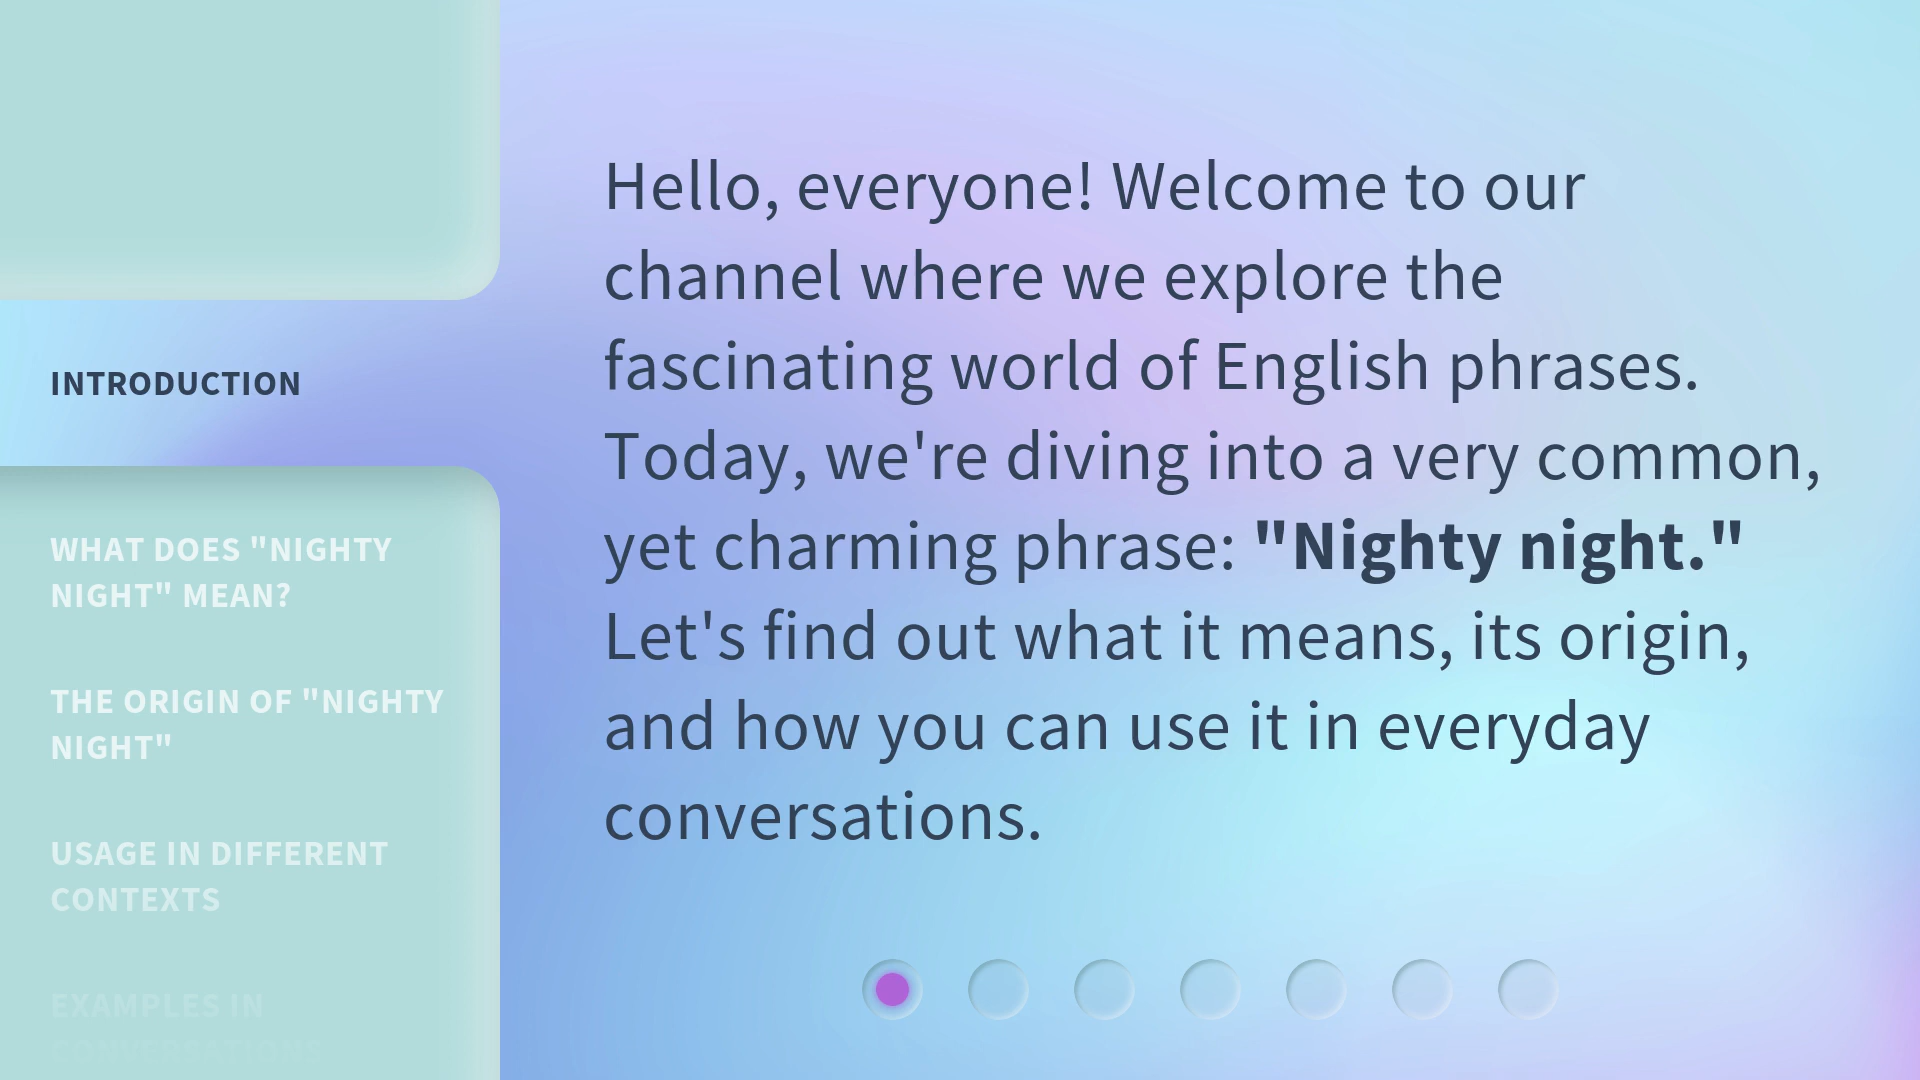 INTRODUCTION
WHAT DOES "NIGHTY
NIGHT" MEAN?
THE ORIGIN OF "NIGHTY
NIGHT"
USAGE IN DIFFERENT
CONTEXTS
EXAMPLES IN
CONVERSATIONS
Hello, everyone! Welcome to our
channel where we explore the
fascinating world of English phrases.
Today, we're diving into a very common,
yet charming phrase: "Nighty night."
Let's find out what it means, its origin,
and how you can use it in everyday
conversations.